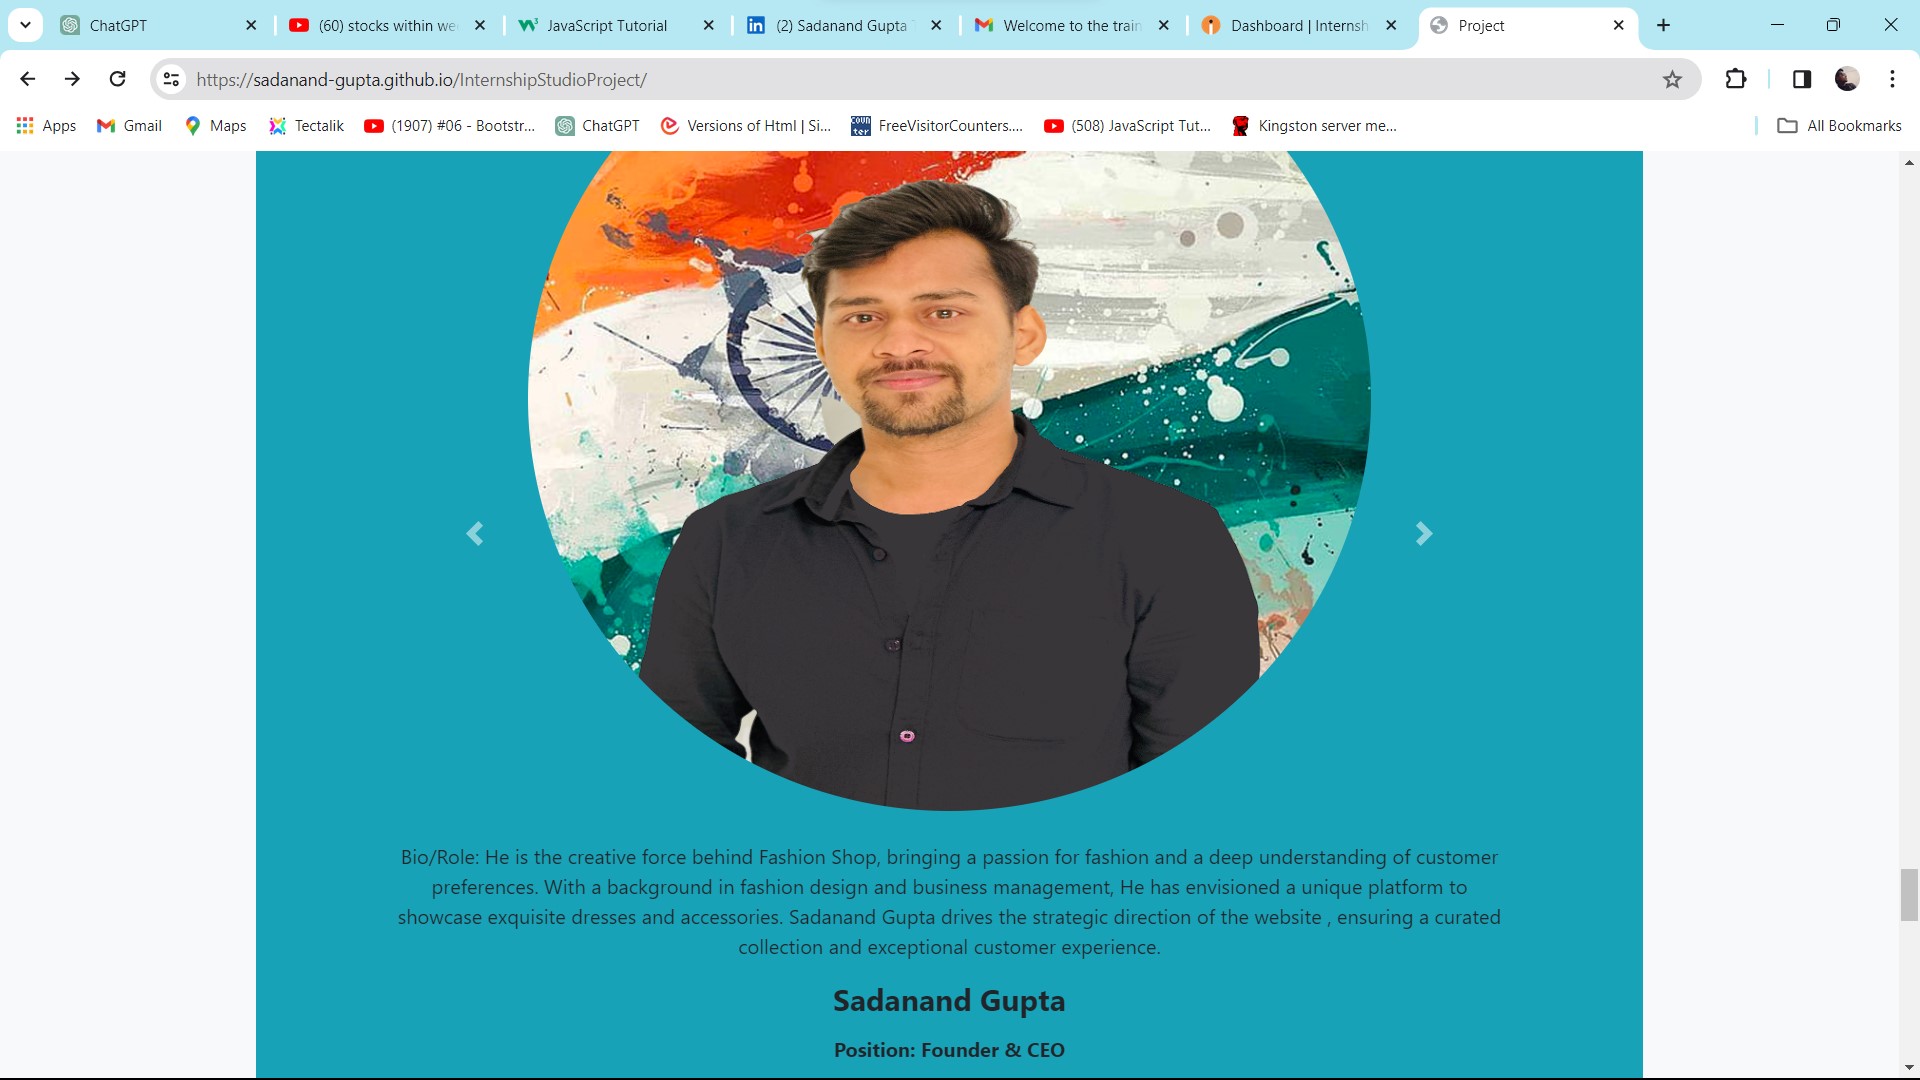 ChatGPT
(60) stocks within we
JavaScript Tutorial
(2) Sadanand Gupta
Welcome to the train
Dashboard | Internsh
Project
https://sadanand-gupta.github.io/InternshipStudioProject/
Apps
Gmail
Maps
Tectalik
(1907) #06 - Bootstr...
ChatGPT
Versions of Html | Si...
FreeVisitorCounters....
(508) JavaScript Tut...
Kingston server me...
All Bookmarks
Bio/Role: He is the creative force behind Fashion Shop, bringing a passion for fashion and a deep understanding of customer
preferences. With a background in fashion design and business management, He has envisioned a unique platform to
showcase exquisite dresses and accessories. Sadanand Gupta drives the strategic direction of the website , ensuring a curated
collection and exceptional customer experience.
Sadanand Gupta
Position: Founder & CEO